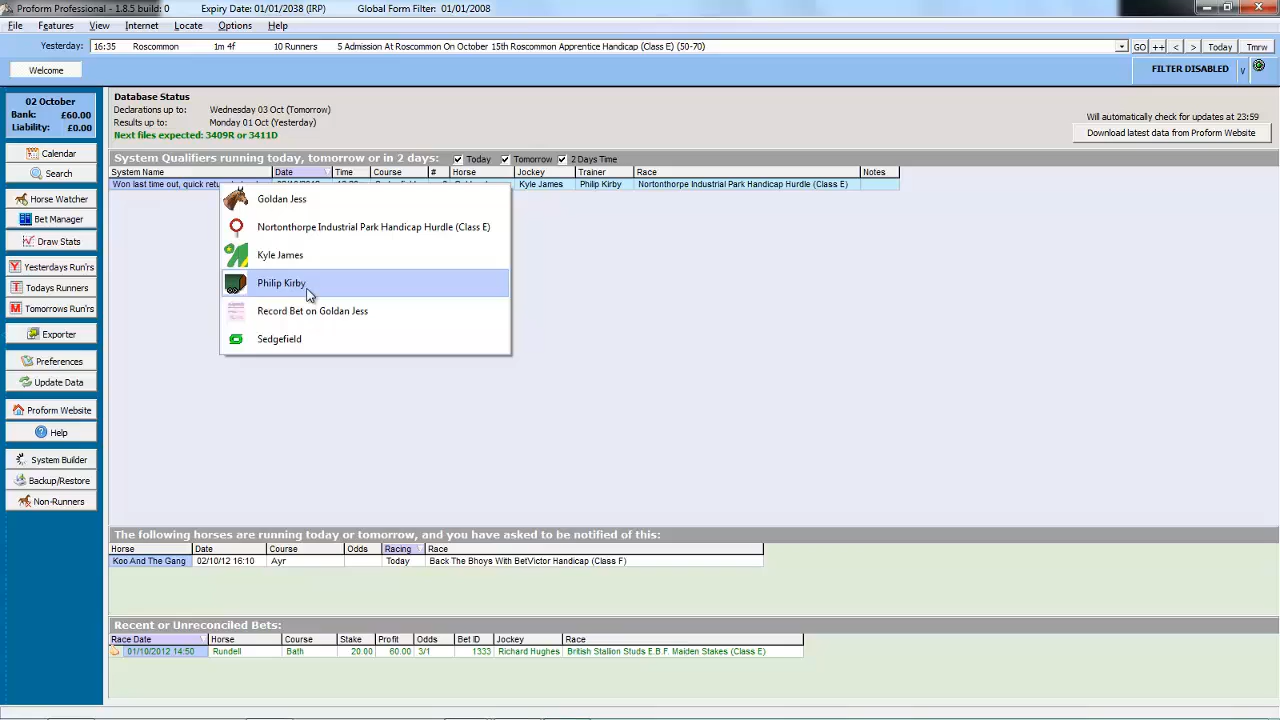 Proform Professional - 1.8.5 build: 0 Expiry Date: 01/01/2038 (IRP) Global Form Filter: 01/01/2008
File Features View Internet Locate Options Help
Yesterday: 16:35 Roscommon 1m 4f 10 Runners 5 Admission At Roscommon On October 15th Roscommon Apprentice Handicap (Class E) (50-70) GO ++ < > Today Tmrw
Welcome FILTER DISABLED v
02 October
Bank: £60.00
Liability: £0.00
Calendar
Search
Horse Watcher
Bet Manager
Draw Stats
Yesterdays Run'rs
Todays Runners
Tomorrows Run'rs
Exporter
Preferences
Update Data
Proform Website
Help
System Builder
Backup/Restore
Non-Runners
Database Status
Declarations up to: Wednesday 03 Oct (Tomorrow)
Results up to: Monday 01 Oct (Yesterday)
Next files expected: 3409R or 3411D
Will automatically check for updates at 23:59
Download latest data from Proform Website
System Qualifiers running today, tomorrow or in 2 days: Today Tomorrow 2 Days Time
System Name Date Time Course # Horse Jockey Trainer Race Notes
Won last time out, quick Kyle James Philip Kirby Nortonthorpe Industrial Park Handicap Hurdle (Class E)
Goldan Jess
Nortonthorpe Industrial Park Handicap Hurdle (Class E)
Kyle James
Philip Kirby
Record Bet on Goldan Jess
Sedgefield
The following horses are running today or tomorrow, and you have asked to be notified of this:
Horse Date Course Odds Racing Race
Koo And The Gang 02/10/12 16:10 Ayr Today Back The Bhoys With BetVictor Handicap (Class F)
Recent or Unreconciled Bets:
Race Date Horse Course Stake Profit Odds Bet ID Jockey Race
01/10/2012 14:50 Rundell Bath 20.00 60.00 3/1 1333 Richard Hughes British Stallion Studs E.B.F. Maiden Stakes (Class E)